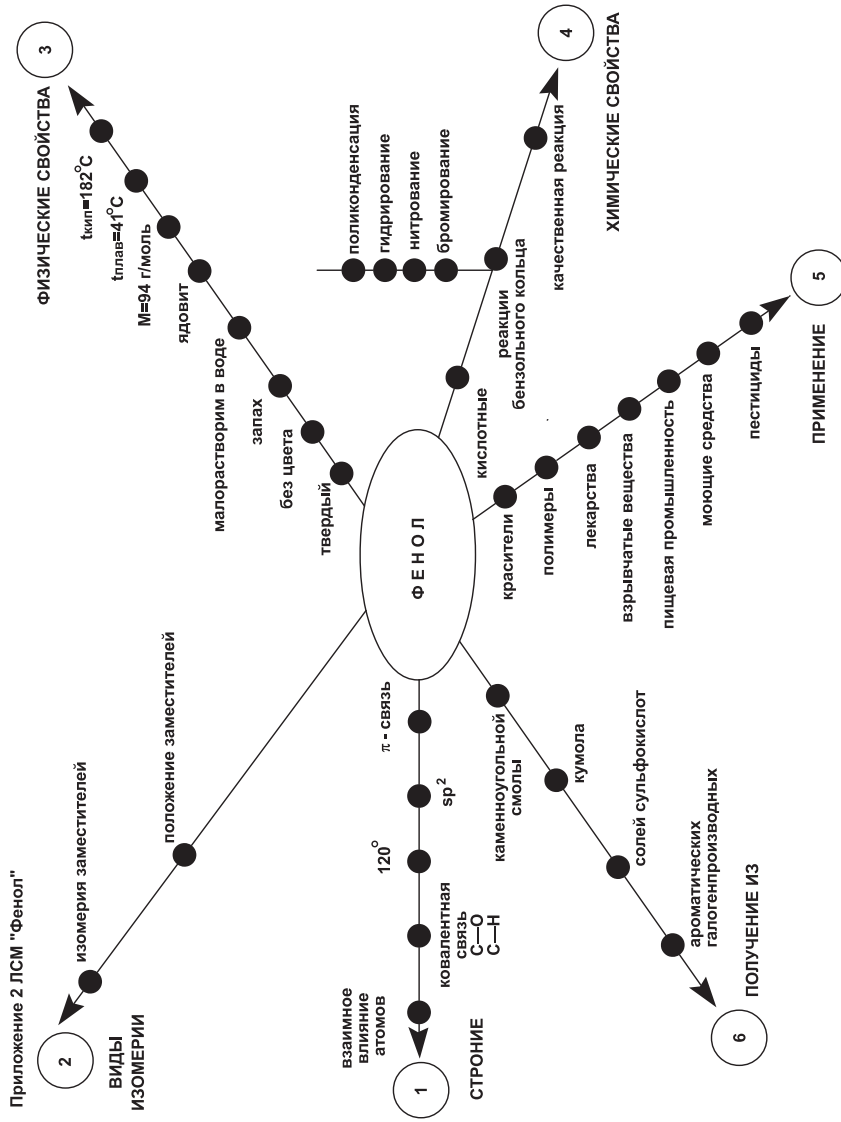 Приложение 2 ЛСМ "Фенол"
2
ВИДЫ
ИЗОМЕРИИ
изомерия заместителей
положение заместителей
3
ФИЗИЧЕСКИЕ СВОЙСТВА
tкип=182°С
tплав=41°С
М=94 г/моль
ядовит
малорастворим в воде
запах
без цвета
твердый
1
СТРОНИЕ
взаимное
влияние
атомов
ковалентная
связь
С—О
С—Н
120°
sp²
π - связь
ФЕНОЛ
кислотные
реакции
бензольного кольца
поликонденсация
гидрирование
нитрование
бромирование
качественная реакция
4
ХИМИЧЕСКИЕ СВОЙСТВА
6
ПОЛУЧЕНИЕ ИЗ
ароматических
галогенпроизводных
солей сульфокислот
кумола
каменноугольной
смолы
красители
полимеры
лекарства
взрывчатые вещества
пищевая промышленность
моющие средства
пестициды
5
ПРИМЕНЕНИЕ